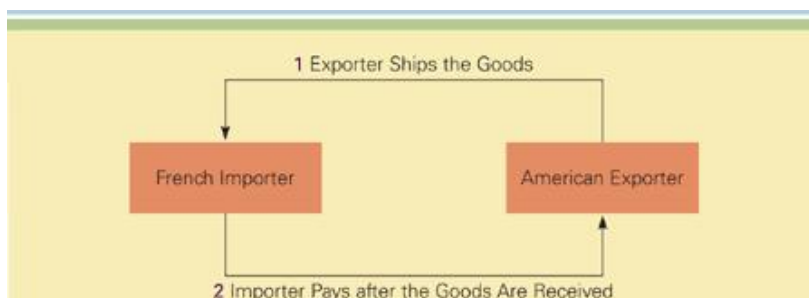 1 Exporter Ships the Goods
French Importer
American Exporter
2 Importer Pays after the Goods Are Received